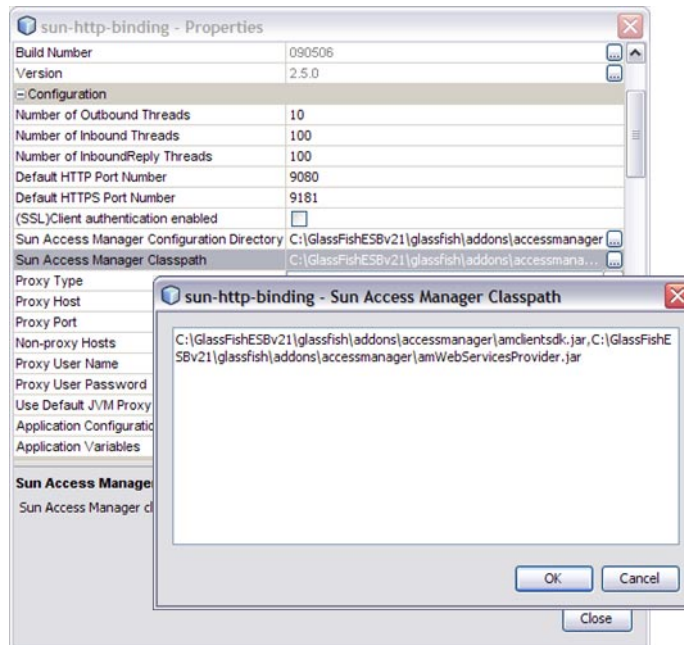 sun-http-binding - Properties
Build Number 090506 ...
Version 2.5.0 ...
Configuration
Number of Outbound Threads 10
Number of Inbound Threads 100
Number of InboundReply Threads 100
Default HTTP Port Number 9080
Default HTTPS Port Number 9181
(SSL)Client authentication enabled
Sun Access Manager Configuration Directory C:\GlassFishESBv21\glassfish\addons\accessmanager ...
Sun Access Manager Classpath C:\GlassFishESBv21\glassfish\addons\accessmana... ...
Proxy Type
Proxy Host
Proxy Port
Non-proxy Hosts
Proxy User Name
Proxy User Password
Use Default JVM Proxy
Application Configuratio
Application Variables
Sun Access Manage
Sun Access Manager cl
sun-http-binding - Sun Access Manager Classpath
C:\GlassFishESBv21\glassfish\addons\accessmanager\amclientsdk.jar,C:\GlassFishE
SBv21\glassfish\addons\accessmanager\amWebServicesProvider.jar
OK Cancel
Close